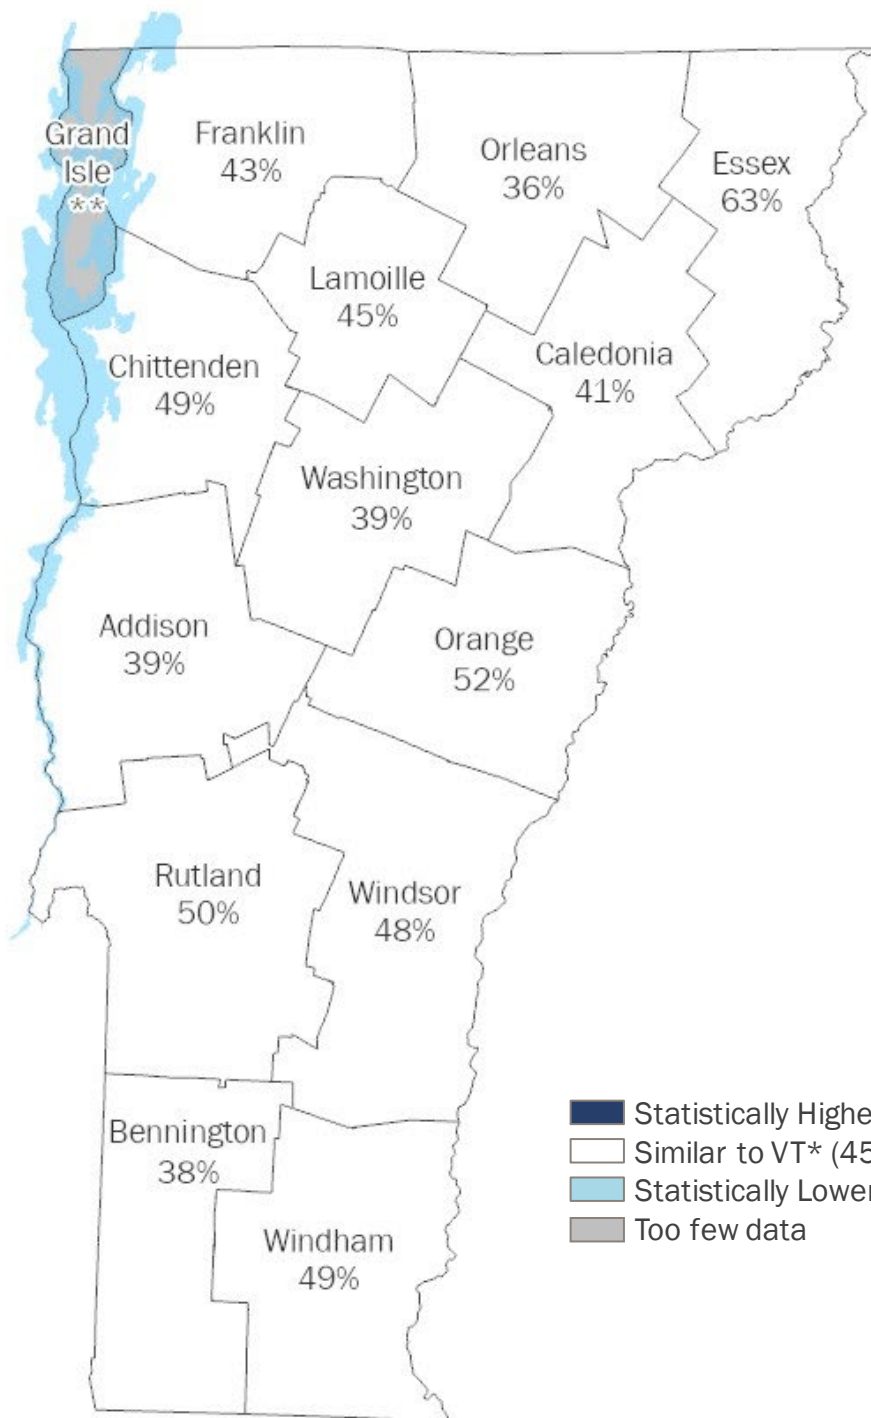 Grand
Isle
**
Franklin
43%
Orleans
36%
Essex
63%
Lamoille
45%
Chittenden
49%
Caledonia
41%
Washington
39%
Addison
39%
Orange
52%
Rutland
50%
Windsor
48%
Bennington
38%
Windham
49%
Statistically Highe
Similar to VT* (45
Statistically Lower
Too few data